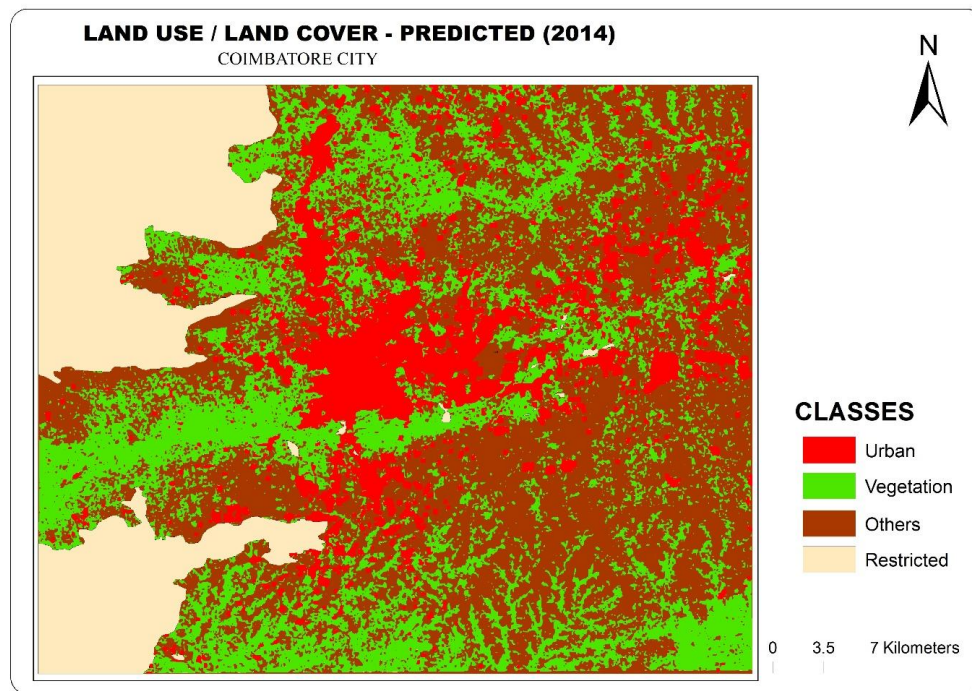 LAND USE / LAND COVER - PREDICTED (2014)
COIMBATORE CITY
N
CLASSES
Urban
Vegetation
Others
Restricted
0 3.5 7 Kilometers